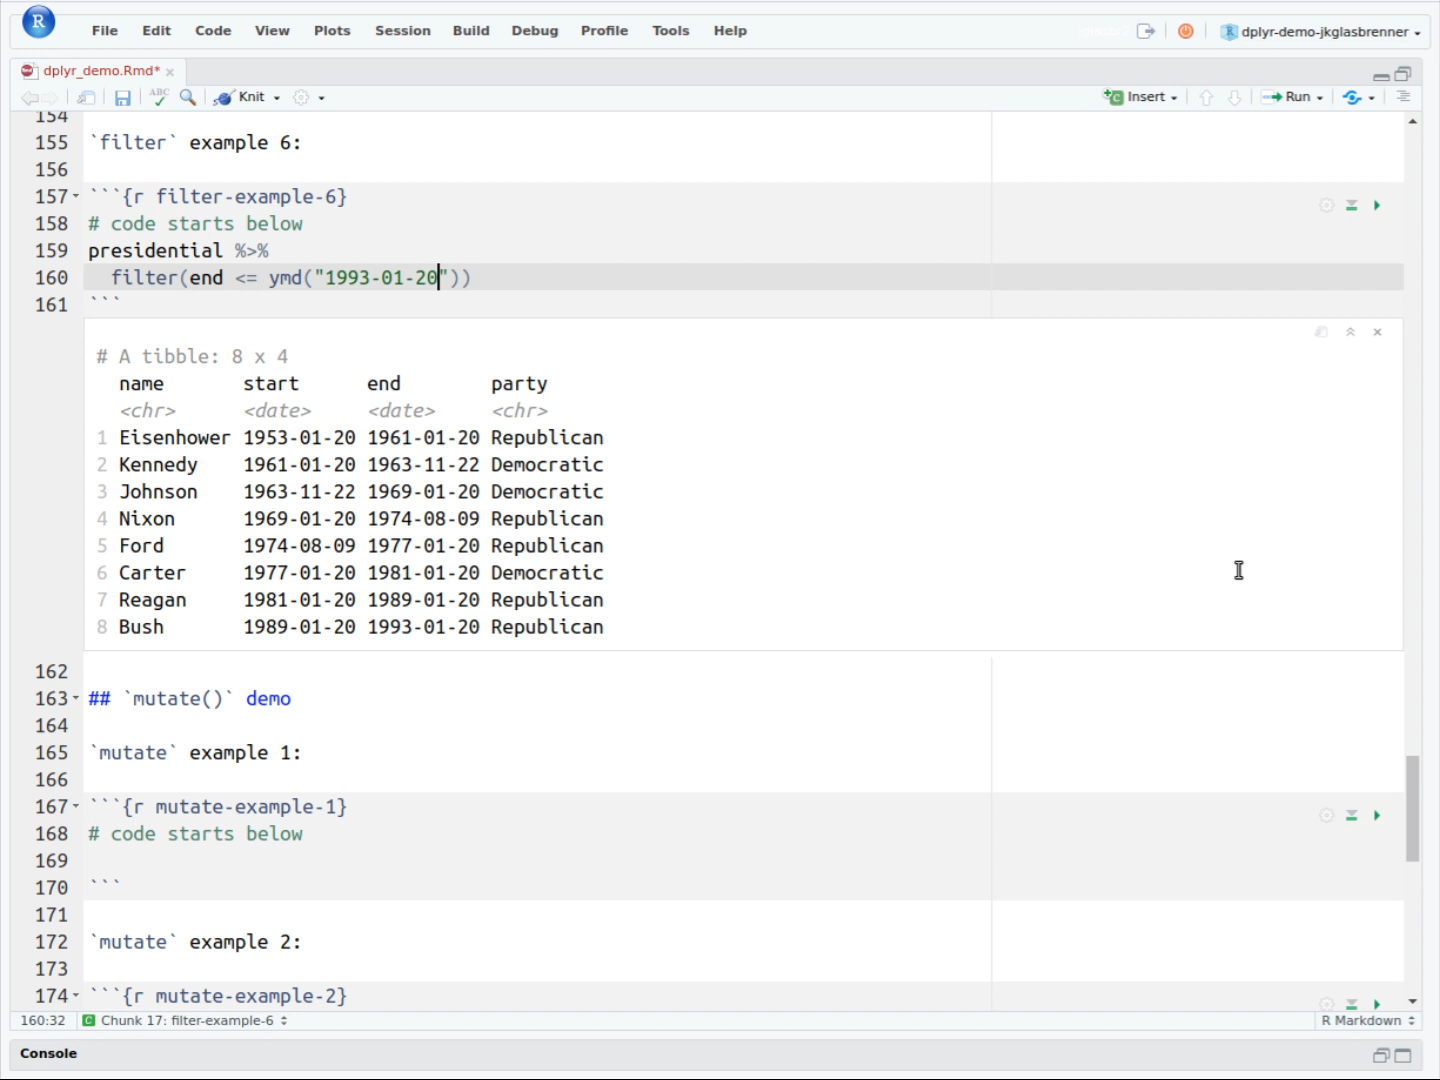 R
File Edit Code View Plots Session Build Debug Profile Tools Help
R dplyr-demo-jkglasbrenner
dplyr_demo.Rmd* ×
ABC Knit Insert Run
154
155 `filter` example 6:
156
157 ```{r filter-example-6}
158 # code starts below
159 presidential %>%
160 filter(end <= ymd("1993-01-20"))
161 ```
# A tibble: 8 x 4
name start end party
<chr> <date> <date> <chr>
1 Eisenhower 1953-01-20 1961-01-20 Republican
2 Kennedy 1961-01-20 1963-11-22 Democratic
3 Johnson 1963-11-22 1969-01-20 Democratic
4 Nixon 1969-01-20 1974-08-09 Republican
5 Ford 1974-08-09 1977-01-20 Republican
6 Carter 1977-01-20 1981-01-20 Democratic
7 Reagan 1981-01-20 1989-01-20 Republican
8 Bush 1989-01-20 1993-01-20 Republican
162
163 ## `mutate()` demo
164
165 `mutate` example 1:
166
167 ```{r mutate-example-1}
168 # code starts below
169
170 ```
171
172 `mutate` example 2:
173
174 ```{r mutate-example-2}
160:32 C Chunk 17: filter-example-6 R Markdown
Console